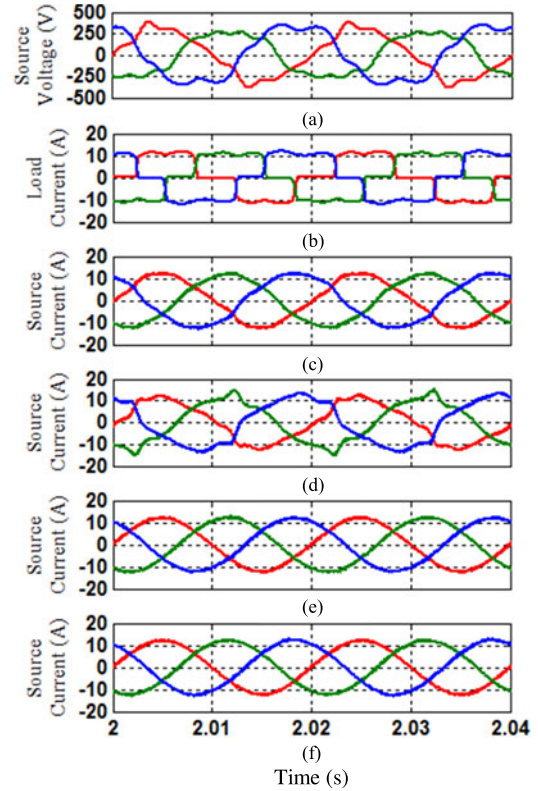 Source
Voltage (V)
500
250
0
-250
-500
(a)
Load
Current (A)
20
10
0
-10
-20
(b)
Source
Current (A)
20
10
0
-10
-20
(c)
Source
Current (A)
20
10
0
-10
-20
(d)
Source
Current (A)
20
10
0
-10
-20
(e)
Source
Current (A)
20
10
0
-10
-20
2 2.01 2.02 2.03 2.04
(f)
Time (s)